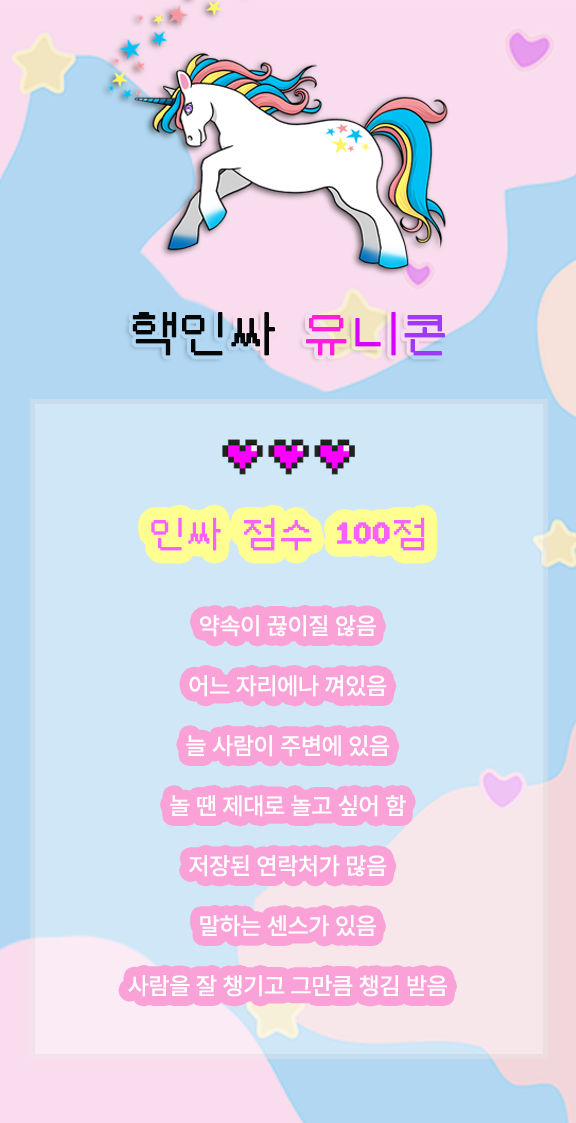 핵인싸 유니콘
인싸 점수 100점
약속이 끊이질 않음
어느 자리에나 껴있음
늘 사람이 주변에 있음
놀 땐 제대로 놀고 싶어 함
저장된 연락처가 많음
말하는 센스가 있음
사람을 잘 챙기고 그만큼 챙김 받음